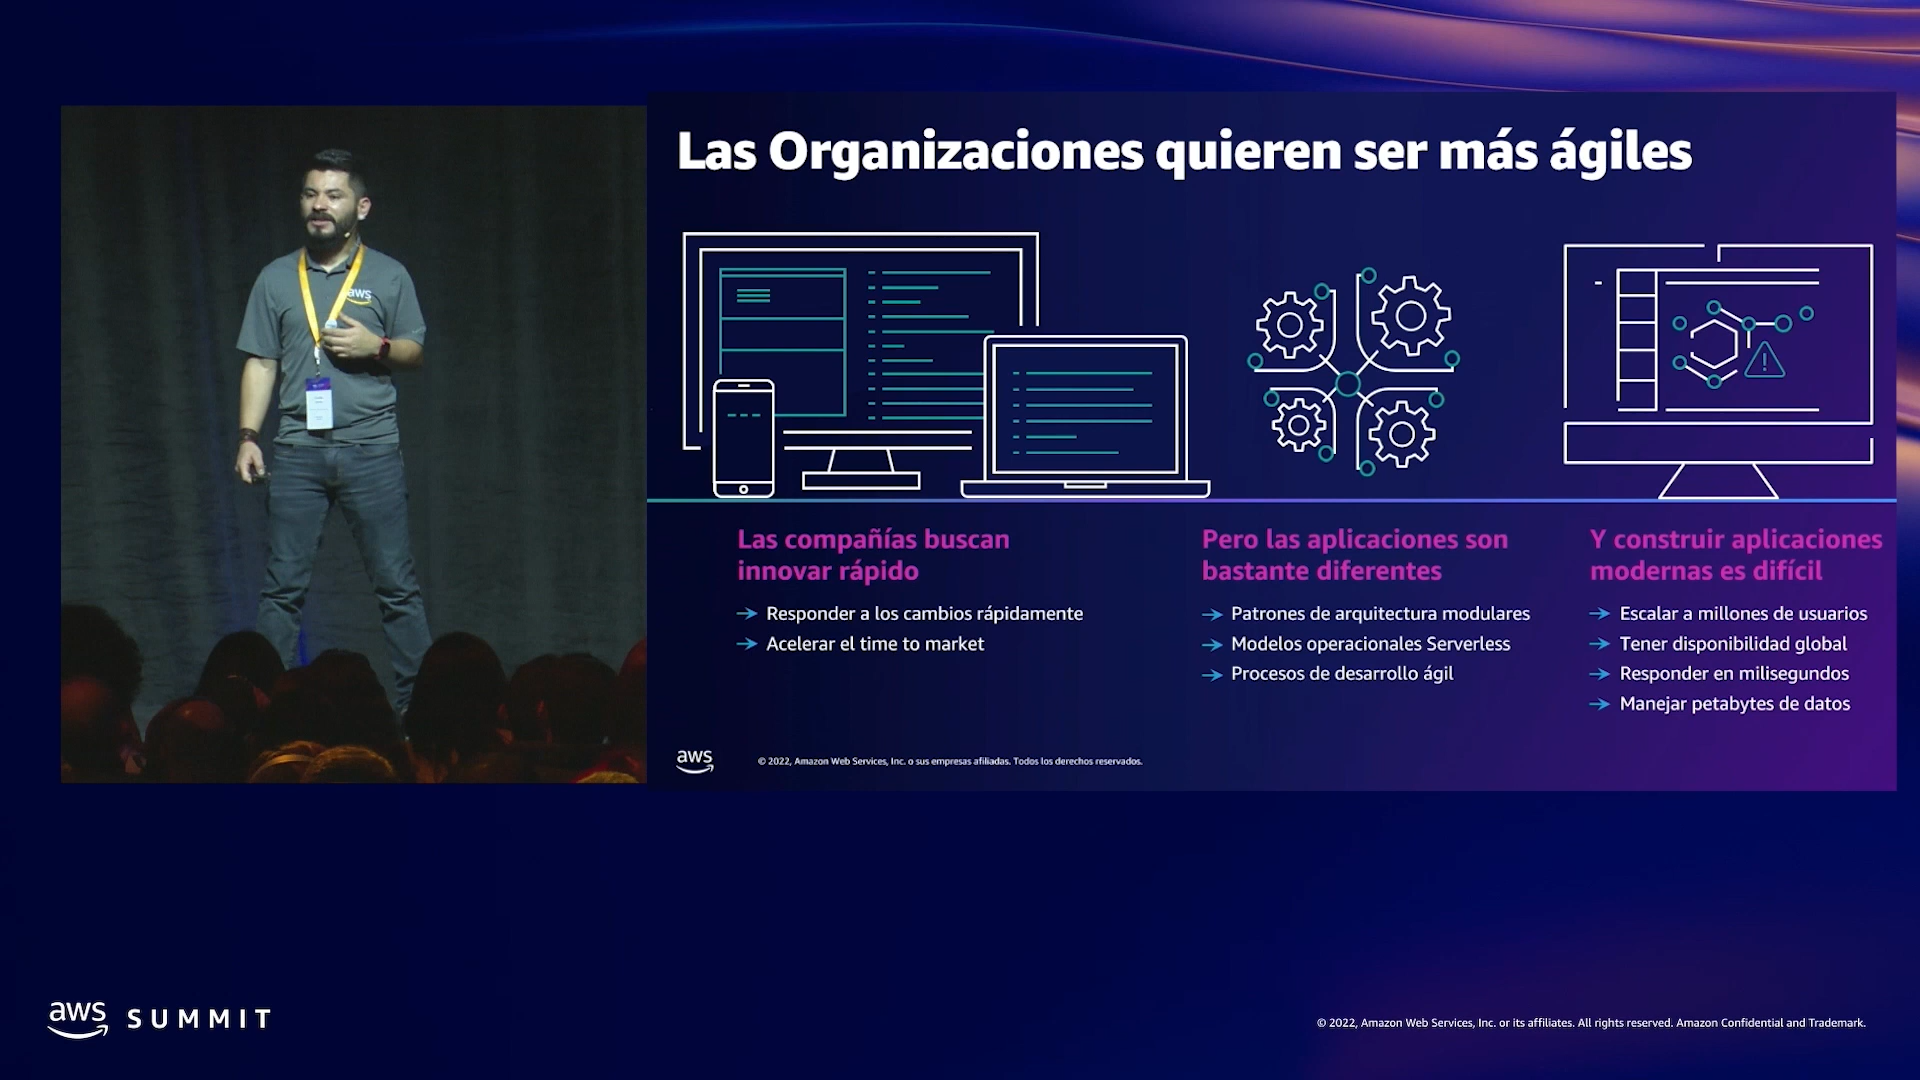 Las Organizaciones quieren ser más ágiles
aws
Las compañías buscan
innovar rápido
→ Responder a los cambios rápidamente
→ Acelerar el time to market
Pero las aplicaciones son
bastante diferentes
→ Patrones de arquitectura modulares
→ Modelos operacionales Serverless
→ Procesos de desarrollo ágil
Y construir aplicaciones
modernas es difícil
→ Escalar a millones de usuarios
→ Tener disponibilidad global
→ Responder en milisegundos
→ Manejar petabytes de datos
aws
© 2022, Amazon Web Services, Inc. o sus empresas afiliadas. Todos los derechos reservados.
aws SUMMIT
© 2022, Amazon Web Services, Inc. or its affiliates. All rights reserved. Amazon Confidential and Trademark.